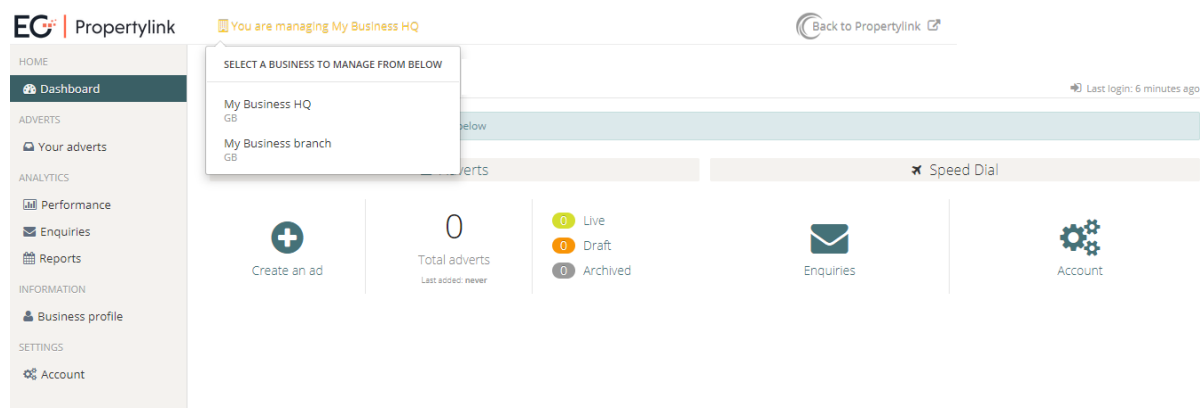 EG Propertylink
You are managing My Business HQ
Back to Propertylink
HOME
Dashboard
ADVERTS
Your adverts
ANALYTICS
Performance
Enquiries
Reports
INFORMATION
Business profile
SETTINGS
Account
SELECT A BUSINESS TO MANAGE FROM BELOW
My Business HQ
GB
My Business branch
GB
Last login: 6 minutes ago
below
Adverts
Create an ad
0
Total adverts
Last added: never
0 Live
0 Draft
0 Archived
Speed Dial
Enquiries
Account